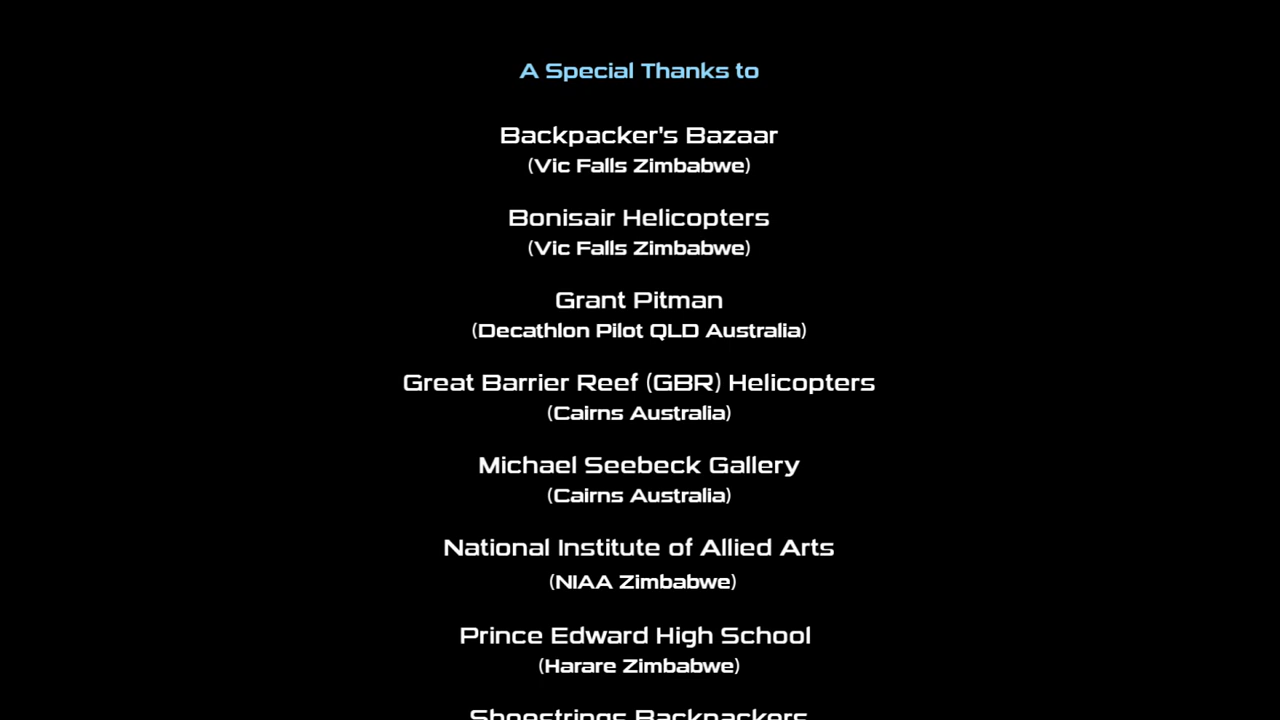 A Special Thanks to
Backpacker's Bazaar
(Vic Falls Zimbabwe)
Bonisair Helicopters
(Vic Falls Zimbabwe)
Grant Pitman
(Decathlon Pilot QLD Australia)
Great Barrier Reef (GBR) Helicopters
(Cairns Australia)
Michael Seebeck Gallery
(Cairns Australia)
National Institute of Allied Arts
(NIAA Zimbabwe)
Prince Edward High School
(Harare Zimbabwe)
Shoestrings Backpackers